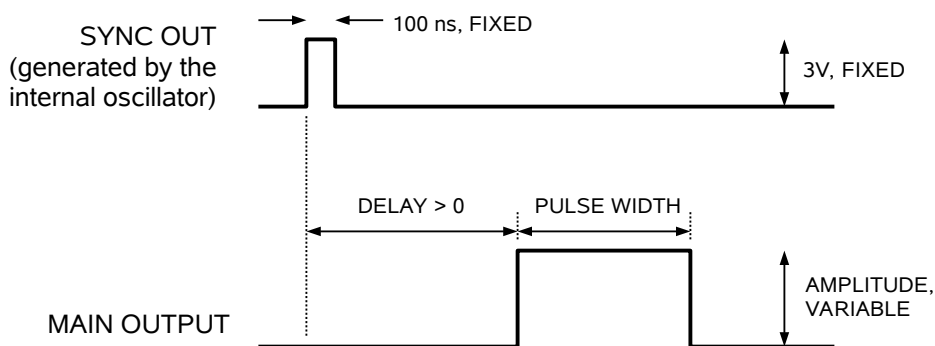 SYNC OUT
(generated by the
internal oscillator)
100 ns, FIXED
3V, FIXED
DELAY > 0
PULSE WIDTH
MAIN OUTPUT
AMPLITUDE,
VARIABLE